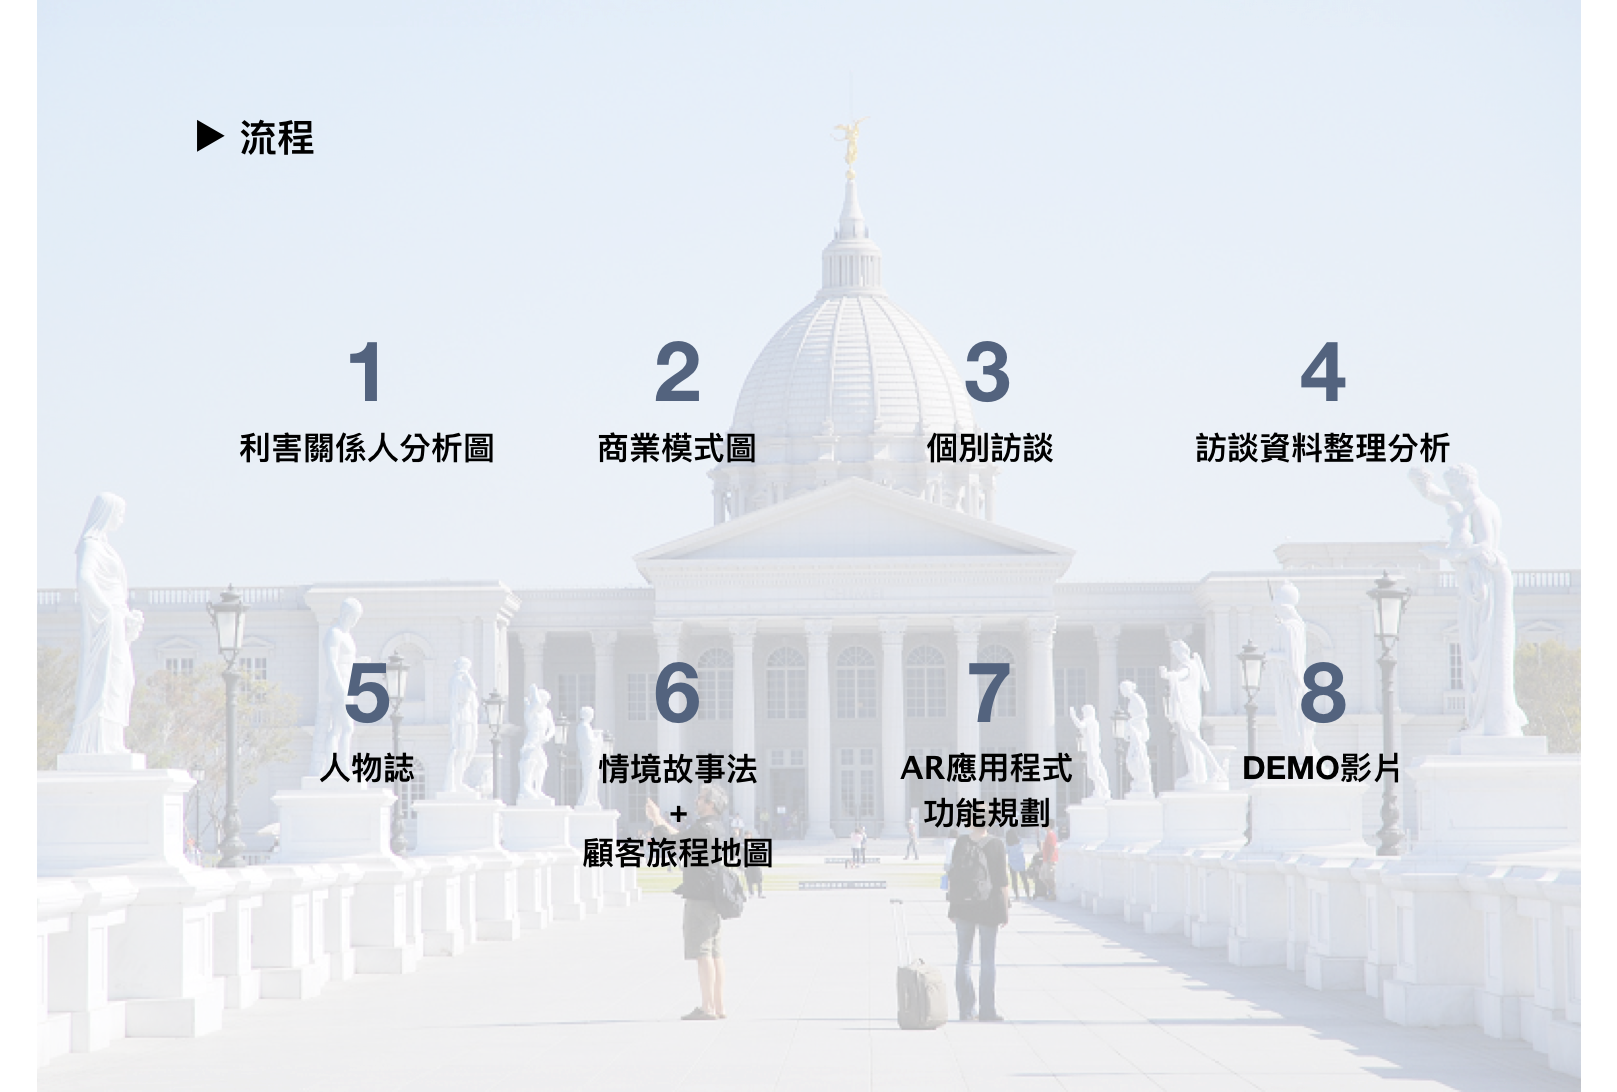 ▶ 流程
1
利害關係人分析圖
2
商業模式圖
3
個別訪談
4
訪談資料整理分析
5
人物誌
6
情境故事法
+
顧客旅程地圖
7
AR應用程式
功能規劃
8
DEMO影片